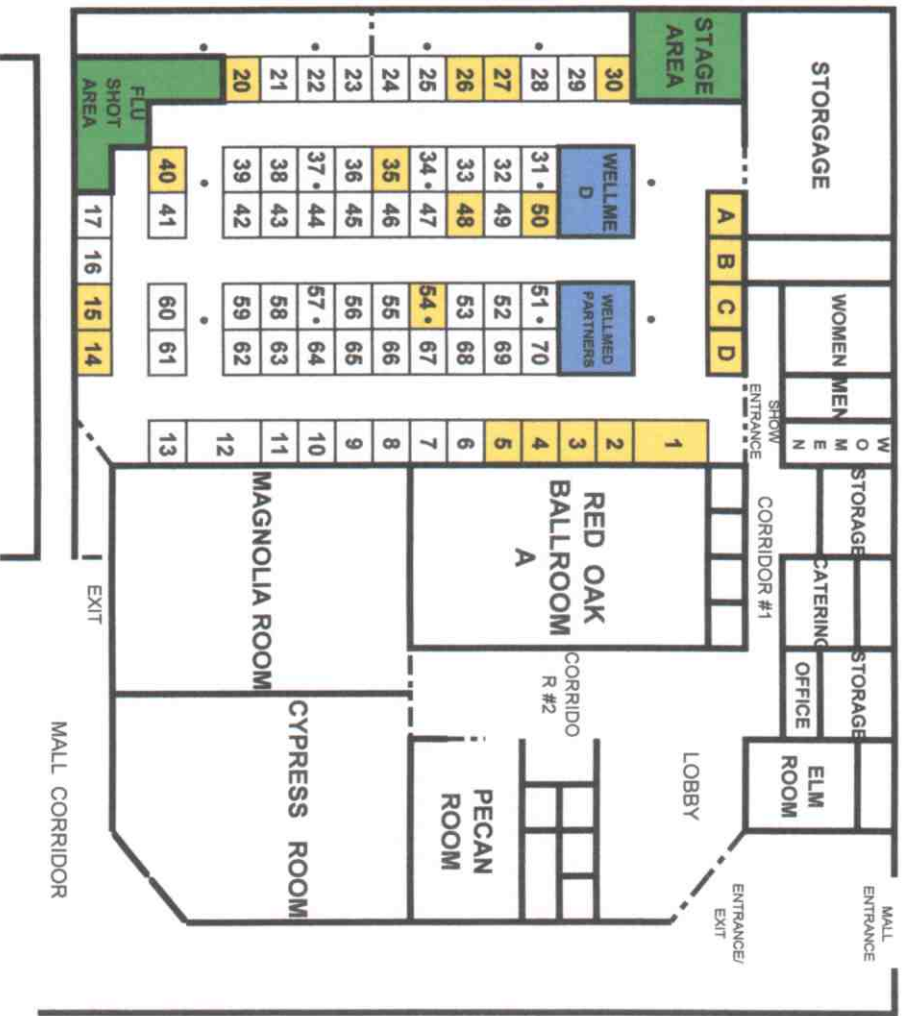 MALL
ENTRANCE
STORGAGE
WOMEN
MEN
WOMEN
STORAGE
CATERING
STORAGE
OFFICE
ELM
ROOM
SHOW
ENTRANCE
CORRIDOR #1
LOBBY
ENTRANCE/
EXIT
STAGE
AREA
A B C D
30
29
28
27
26
25
24
23
22
21
20
WELLME
D
31 50
32 49
33 48
34 47
35 46
36 45
37 44
38 43
39 42
40 41
WELLMED
PARTNERS
51 70
52 69
53 68
54 67
55 66
56 65
57 64
58 63
59 62
60 61
1
2
3
4
5
6
7
8
9
10
11
12
13
RED OAK
BALLROOM
A
CORRIDO
R #2
PECAN
ROOM
MAGNOLIA ROOM
CYPRESS ROOM
FLU
SHOT
AREA
17 16 15 14
EXIT
MALL CORRIDOR